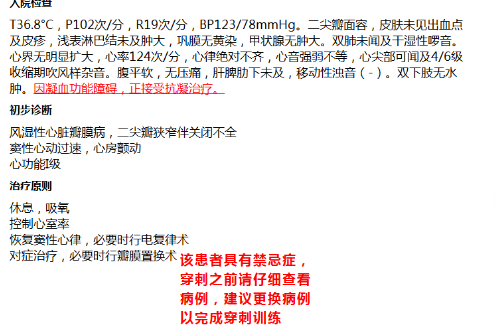 入院检查
T36.8°C，P102次/分，R19次/分，BP123/78mmHg。二尖瓣面容，皮肤未见出血点
及皮疹，浅表淋巴结未及肿大，巩膜无黄染，甲状腺无肿大。双肺未闻及干湿性啰音。
心界无明显扩大，心率124次/分，心律绝对不齐，心音强弱不等，心尖部可闻及4/6级
收缩期吹风样杂音。腹平软，无压痛，肝脾肋下未及，移动性浊音（-）。双下肢无水
肿。因凝血功能障碍，正接受抗凝治疗。
初步诊断
风湿性心脏瓣膜病，二尖瓣狭窄伴关闭不全
窦性心动过速，心房颤动
心功能I级
治疗原则
休息，吸氧
控制心室率
恢复窦性心律，必要时行电复律术
对症治疗，必要时行瓣膜置换术
该患者具有禁忌症，
穿刺之前请仔细查看
病例，建议更换病例
以完成穿刺训练